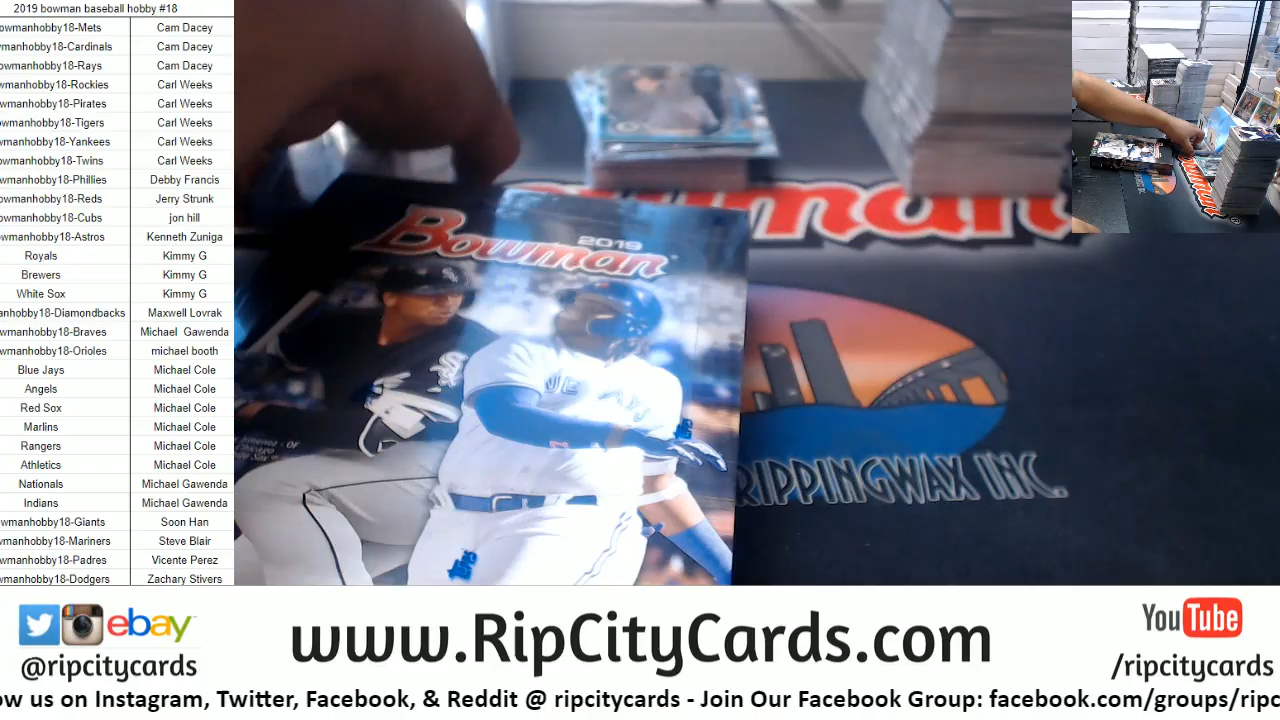 2019 bowman baseball hobby #18
owmanhobby18-Mets Cam Dacey
wmanhobby18-Cardinals Cam Dacey
owmanhobby18-Rays Cam Dacey
owmanhobby18-Rockies Carl Weeks
owmanhobby18-Pirates Carl Weeks
owmanhobby18-Tigers Carl Weeks
owmanhobby18-Yankees Carl Weeks
owmanhobby18-Twins Carl Weeks
wmanhobby18-Phillies Debby Francis
owmanhobby18-Reds Jerry Strunk
owmanhobby18-Cubs jon hill
owmanhobby18-Astros Kenneth Zuniga
Royals Kimmy G
Brewers Kimmy G
White Sox Kimmy G
anhobby18-Diamondbacks Maxwell Lovrak
wmanhobby18-Braves Michael Gawenda
wmanhobby18-Orioles michael booth
Blue Jays Michael Cole
Angels Michael Cole
Red Sox Michael Cole
Marlins Michael Cole
Rangers Michael Cole
Athletics Michael Cole
Nationals Michael Gawenda
Indians Michael Gawenda
owmanhobby18-Giants Soon Han
wmanhobby18-Mariners Steve Blair
wmanhobby18-Padres Vicente Perez
wmanhobby18-Dodgers Zachary Stivers
2019
Bowman
wman
RIPPINGWAX INC.
Topps
Bowman
ebay
@ripcitycards
www.RipCityCards.com
YouTube
/ripcitycards
ow us on Instagram, Twitter, Facebook, & Reddit @ ripcitycards - Join Our Facebook Group: facebook.com/groups/ripc